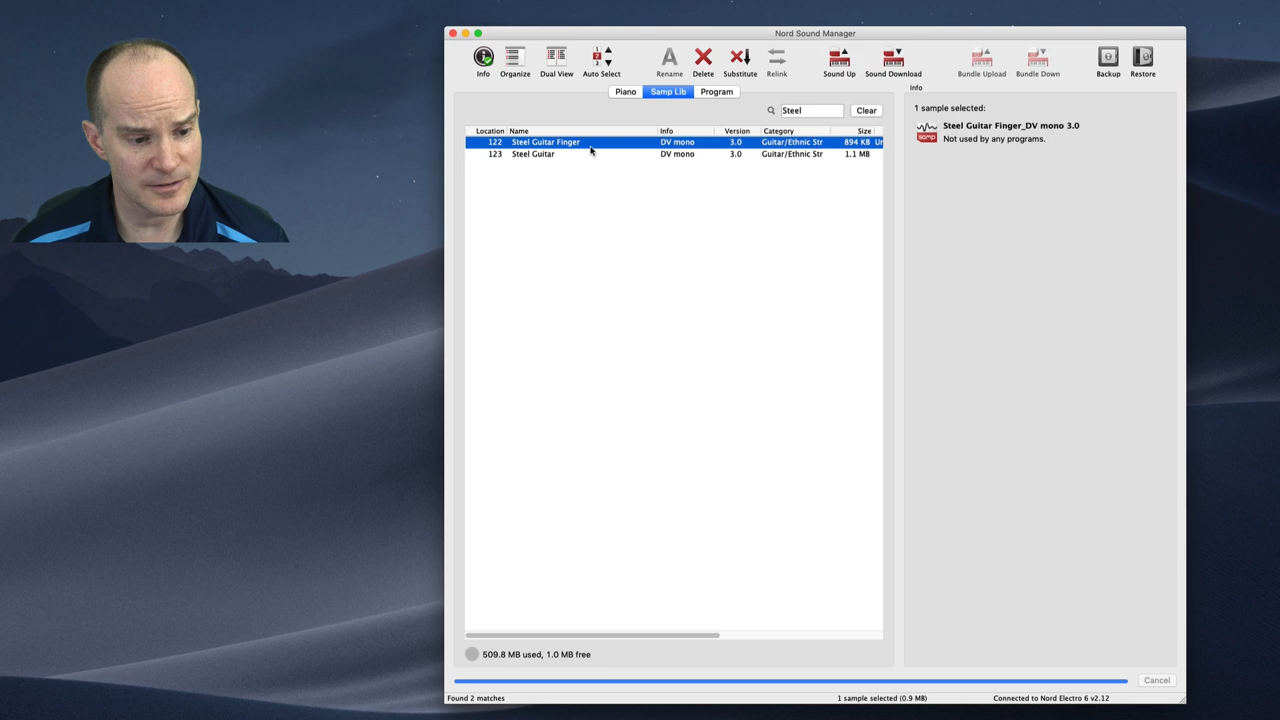 Nord Sound Manager
Info Organize Dual View Auto Select Rename Delete Substitute Relink Sound Up Sound Download Bundle Upload Bundle Down Backup Restore
Piano Samp Lib Program
Info
Steel Clear
1 sample selected:
Location Name Info Version Category Size
Steel Guitar Finger_DV mono 3.0
122 Steel Guitar Finger DV mono 3.0 Guitar/Ethnic Str 894 KB Ur
samp Not used by any programs.
123 Steel Guitar DV mono 3.0 Guitar/Ethnic Str 1.1 MB
509.8 MB used, 1.0 MB free
Cancel
Found 2 matches 1 sample selected (0.9 MB) Connected to Nord Electro 6 v2.12